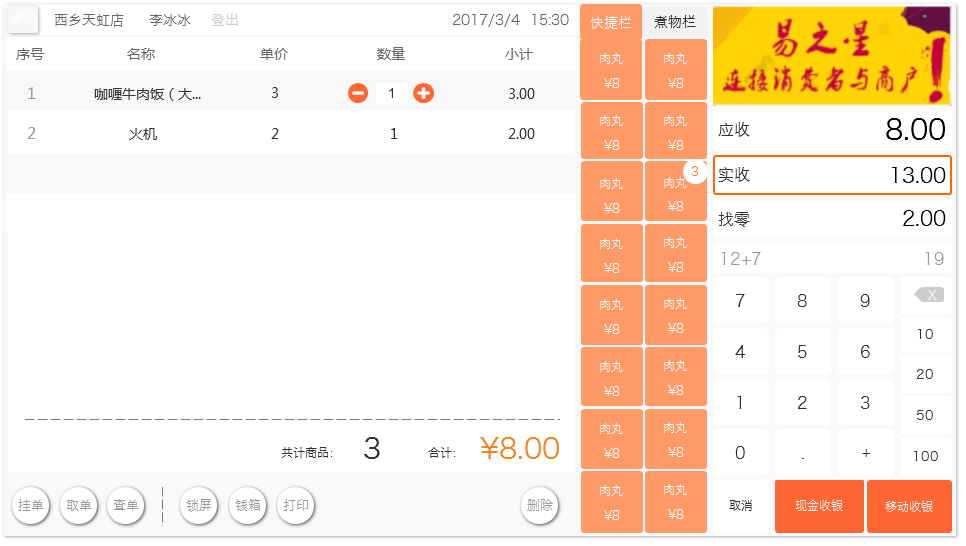 更多 西乡天虹店 李冰冰 登出 2017/3/4 15:30
序号 名称 单价 数量 小计
1 咖喱牛肉饭（大... 3 1 3.00
2 火机 2 1 2.00
共计商品： 3 合计： ¥8.00
挂单 取单 查单 锁屏 钱箱 打印 删除
快捷栏 煮物栏
肉丸 肉丸
¥8 ¥8
肉丸 肉丸
¥8 ¥8
肉丸 肉丸 3
¥8 ¥8
肉丸 肉丸
¥8 ¥8
肉丸 肉丸
¥8 ¥8
肉丸 肉丸
¥8 ¥8
肉丸 肉丸
¥8 ¥8
肉丸 肉丸
¥8 ¥8
易之星
连接消费者与商户!
应收 8.00
实收 13.00
找零 2.00
12+7 19
7 8 9 X
10
4 5 6
20
1 2 3 50
0 . + 100
取消 现金收银 移动收银